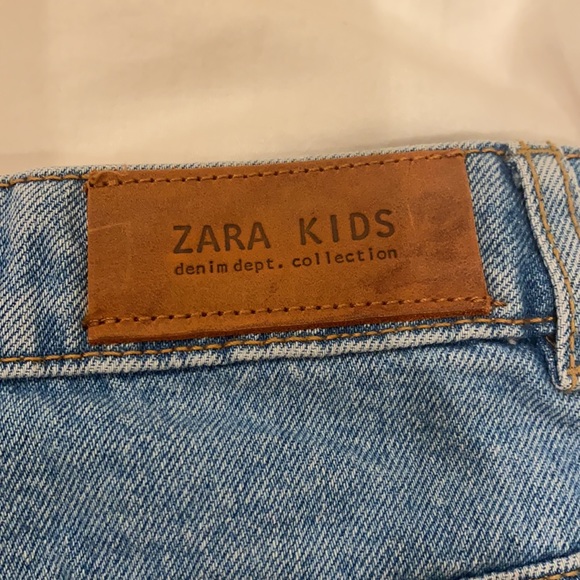 ZARA KIDS
denim dept. collection